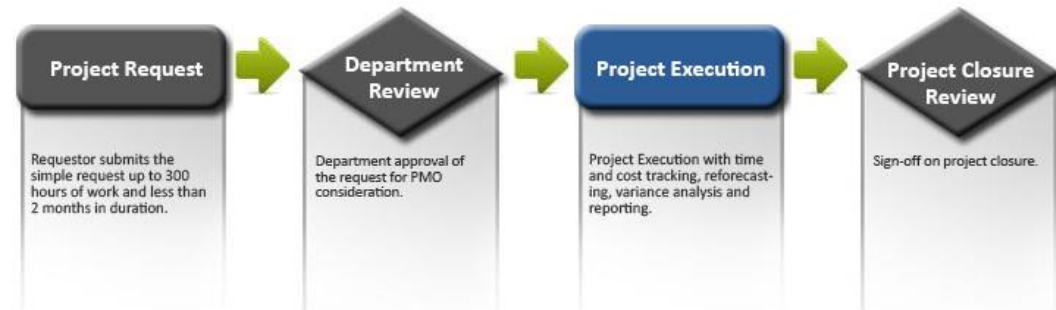 Project Request
Department
Review
Project Execution
Project Closure
Review
Requestor submits the
simple request up to 300
hours of work and less than
2 months in duration.
Department approval of
the request for PMO
consideration.
Project Execution with time
and cost tracking, reforecast-
ing, variance analysis and
reporting.
Sign-off on project closure.